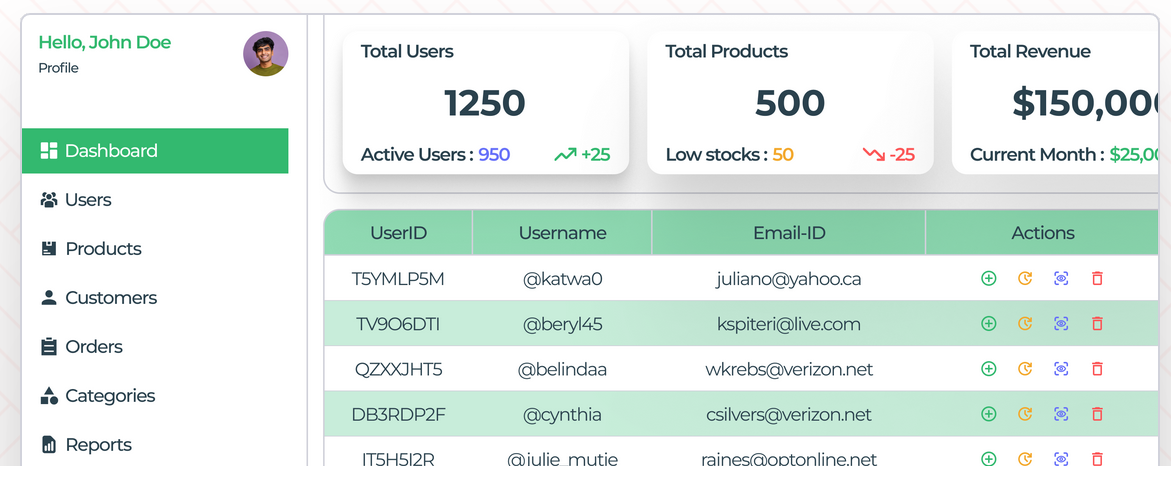 Hello, John Doe
Profile
Dashboard
Users
Products
Customers
Orders
Categories
Reports
Total Users
1250
Active Users : 950 +25
Total Products
500
Low stocks : 50 -25
Total Revenue
$150,00
Current Month : $25,0
UserID Username Email-ID Actions
T5YMLP5M @katwa0 juliano@yahoo.ca
TV9O6DTI @beryl45 kspiteri@live.com
QZXXJHT5 @belindaa wkrebs@verizon.net
DB3RDP2F @cynthia csilvers@verizon.net
IT5H5I2R @julie_mutie raines@optonline.net